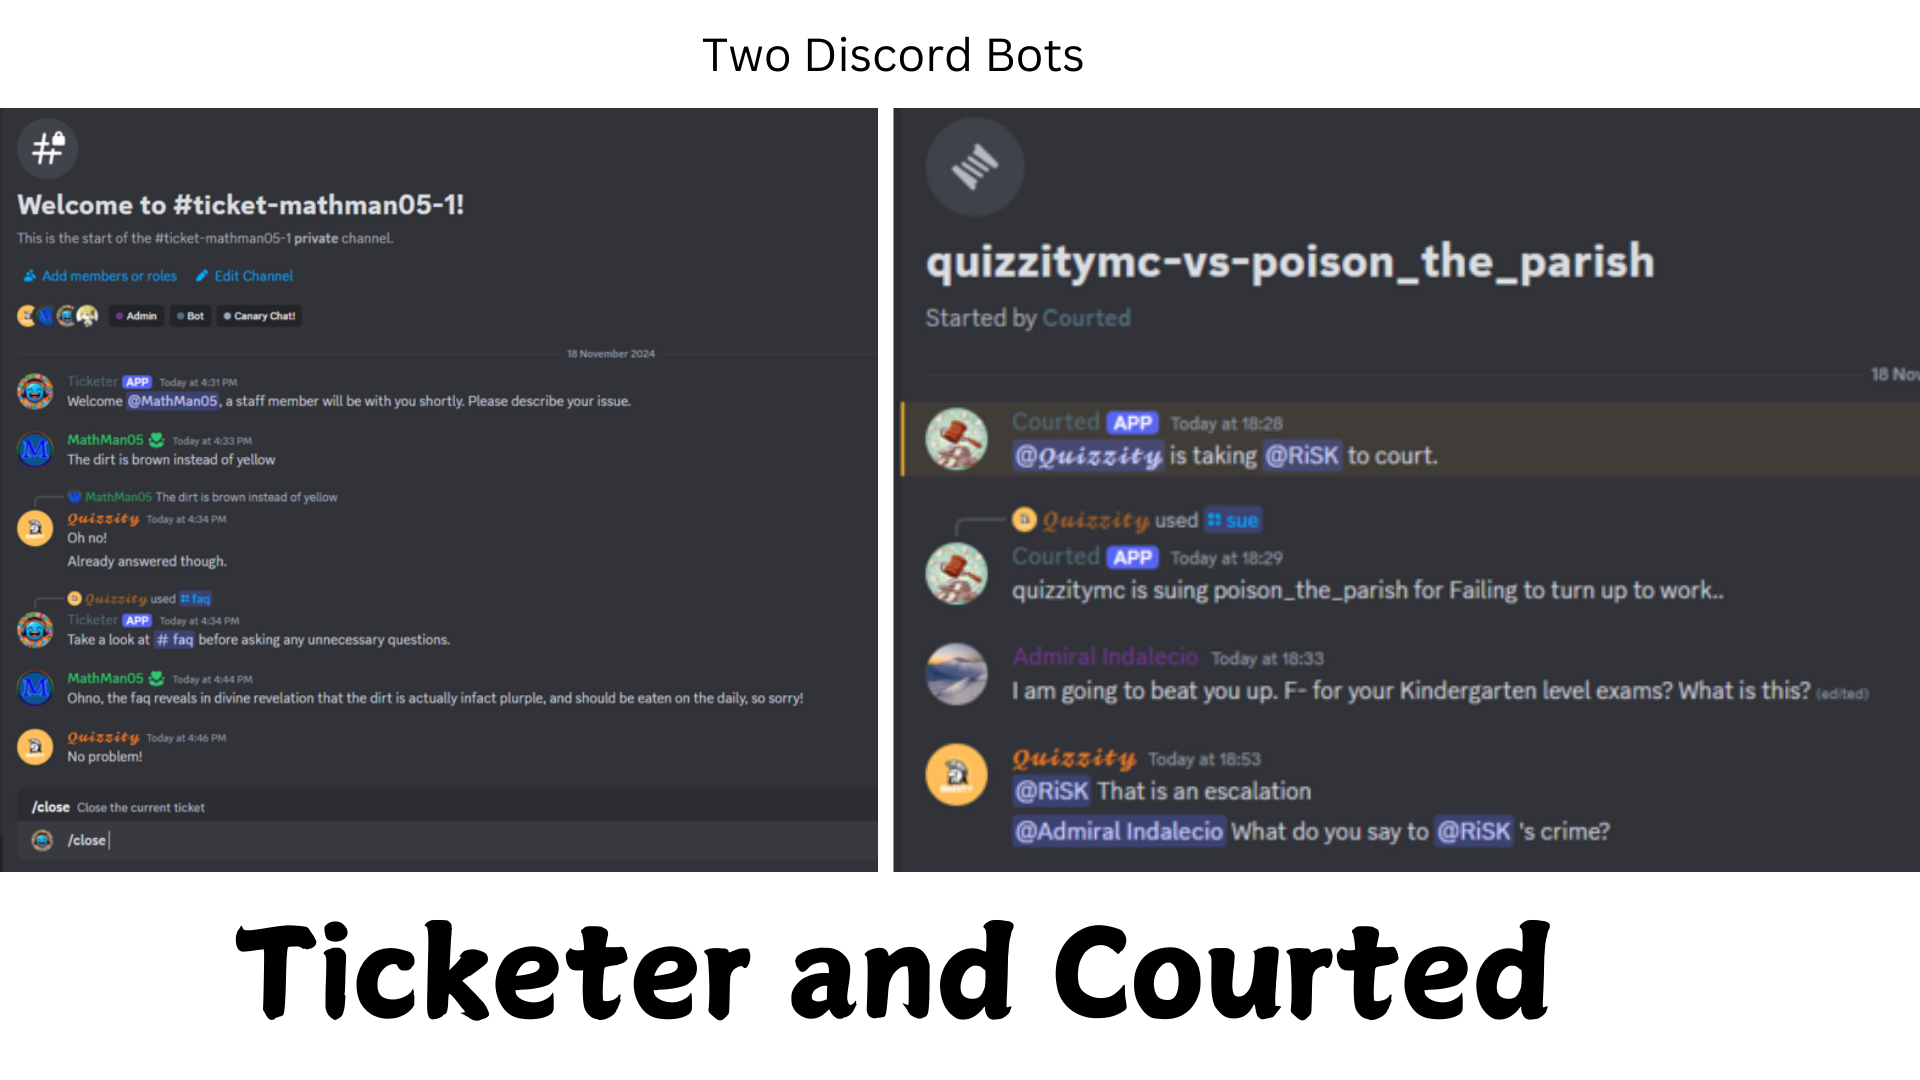 Two Discord Bots
Welcome to #ticket-mathman05-1!
This is the start of the #ticket-mathman05-1 private channel.
Add members or roles Edit Channel
Admin Bot Canary Chat!
18 November 2024
Ticketer APP Today at 4:31 PM
Welcome @MathMan05, a staff member will be with you shortly. Please describe your issue.
MathMan05 Today at 4:33 PM
The dirt is brown instead of yellow
MathMan05 The dirt is brown instead of yellow
Quizzity Today at 4:34 PM
Oh no!
Already answered though.
Quizzity used faq
Ticketer APP Today at 4:34 PM
Take a look at # faq before asking any unnecessary questions.
MathMan05 Today at 4:44 PM
Ohno, the faq reveals in divine revelation that the dirt is actually infact plurple, and should be eaten on the daily, so sorry!
Quizzity Today at 4:46 PM
No problem!
/close Close the current ticket
/close
quizzitymc-vs-poison_the_parish
Started by Courted
18 Nov
Courted APP Today at 18:28
@Quizzity is taking @RiSK to court.
Quizzity used sue
Courted APP Today at 18:29
quizzitymc is suing poison_the_parish for Failing to turn up to work..
Admiral Indalecio Today at 18:33
I am going to beat you up. F- for your Kindergarten level exams? What is this? (edited)
Quizzity Today at 18:53
@RiSK That is an escalation
@Admiral Indalecio What do you say to @RiSK 's crime?
Ticketer and Courted